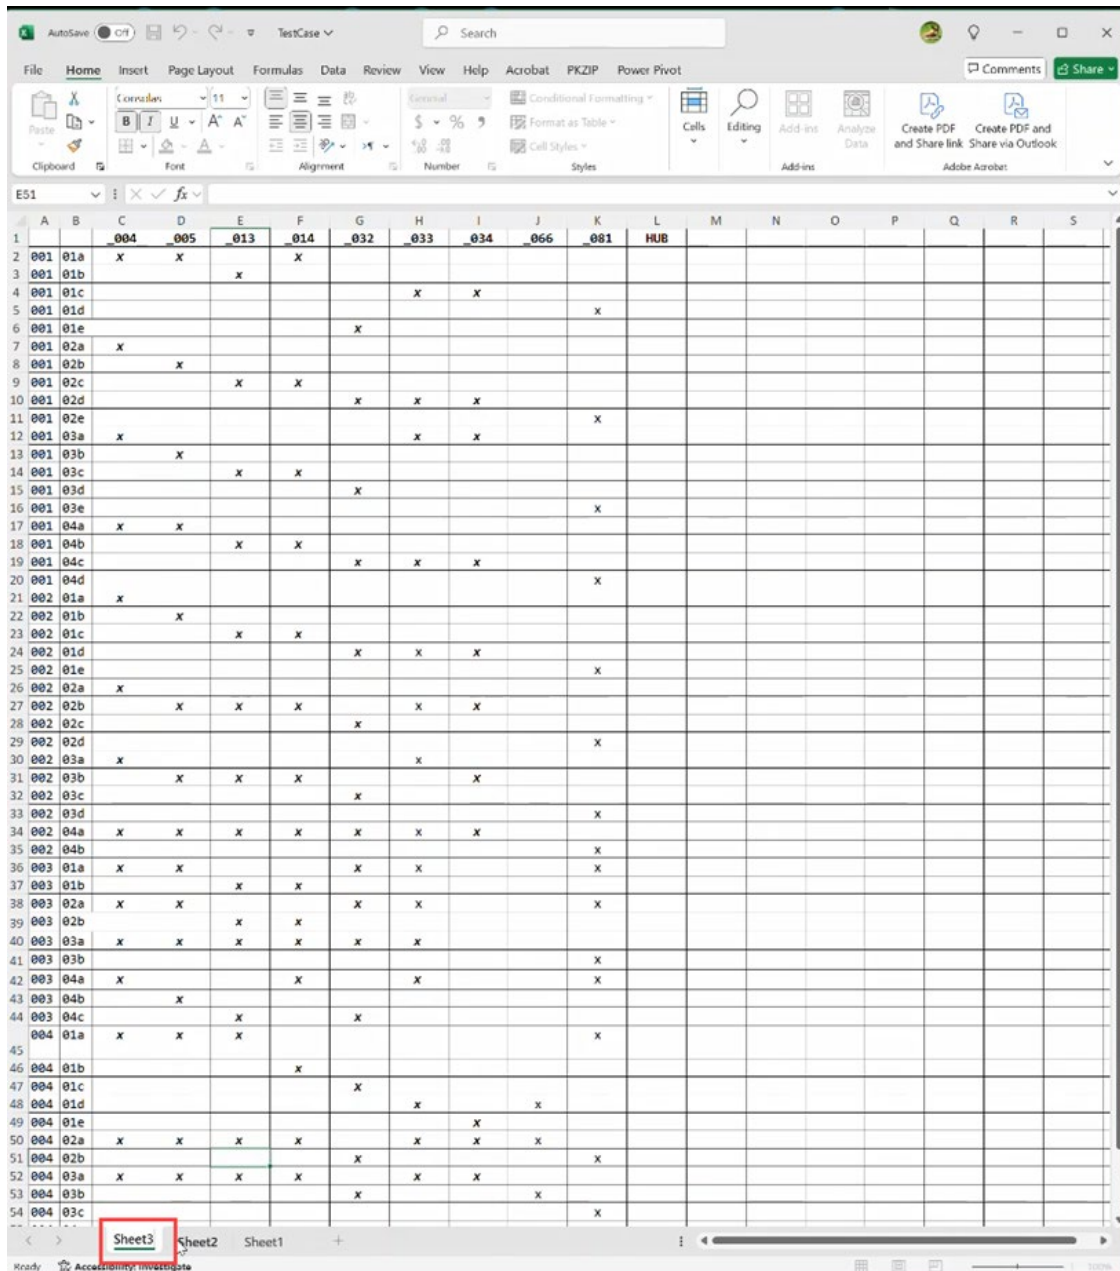 AutoSave Off TestCase Search
File Home Insert Page Layout Formulas Data Review View Help Acrobat PKZIP Power Pivot Comments Share
Paste Consolas 11 General Conditional Formatting Cells Editing Add-ins Analyze Data Create PDF and Share link Create PDF and Share via Outlook
B I U A A $ % Format as Table
A Cell Styles
Clipboard Font Alignment Number Styles Add-ins Adobe Acrobat
E51 fx
A B C D E F G H I J K L M N O P Q R S
1 _004 _005 _013 _014 _032 _033 _034 _066 _081 HUB
2 001 01a x x x
3 001 01b x
4 001 01c x x
5 001 01d x
6 001 01e x
7 001 02a x
8 001 02b x
9 001 02c x x
10 001 02d x x x
11 001 02e x
12 001 03a x x x
13 001 03b x
14 001 03c x x
15 001 03d x
16 001 03e x
17 001 04a x x
18 001 04b x x
19 001 04c x x x
20 001 04d x
21 002 01a x
22 002 01b x
23 002 01c x x
24 002 01d x x x
25 002 01e x
26 002 02a x
27 002 02b x x x x x
28 002 02c x
29 002 02d x
30 002 03a x x
31 002 03b x x x x
32 002 03c x
33 002 03d x
34 002 04a x x x x x x x
35 002 04b x
36 003 01a x x x x x
37 003 01b x x
38 003 02a x x x x x
39 003 02b x x
40 003 03a x x x x x x
41 003 03b x
42 003 04a x x x x
43 003 04b x
44 003 04c x x
45 004 01a x x x x
46 004 01b x
47 004 01c x
48 004 01d x x
49 004 01e x
50 004 02a x x x x x x x
51 004 02b x x
52 004 03a x x x x x x
53 004 03b x x
54 004 03c x
Sheet3 Sheet2 Sheet1
Ready Accessibility: Investigate 100%